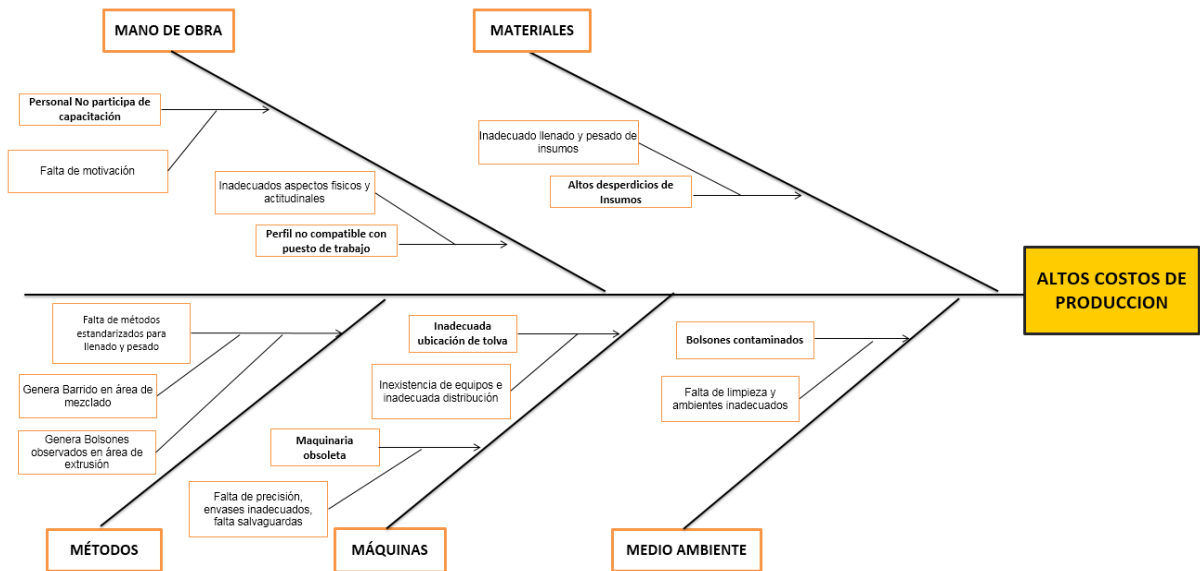 MANO DE OBRA
MATERIALES
Personal No participa de
capacitación
Falta de motivación
Inadecuados aspectos fisicos y
actitudinales
Perfil no compatible con
puesto de trabajo
Inadecuado llenado y pesado de
insumos
Altos desperdicios de
Insumos
ALTOS COSTOS DE
PRODUCCION
Falta de métodos
estandarizados para
llenado y pesado
Genera Barrido en área de
mezclado
Genera Bolsones
observados en área de
extrusión
Inadecuada
ubicación de tolva
Inexistencia de equipos e
inadecuada distribución
Maquinaria
obsoleta
Falta de precisión,
envases inadecuados,
falta salvaguardas
Bolsones contaminados
Falta de limpieza y
ambientes inadecuados
MÉTODOS
MÁQUINAS
MEDIO AMBIENTE